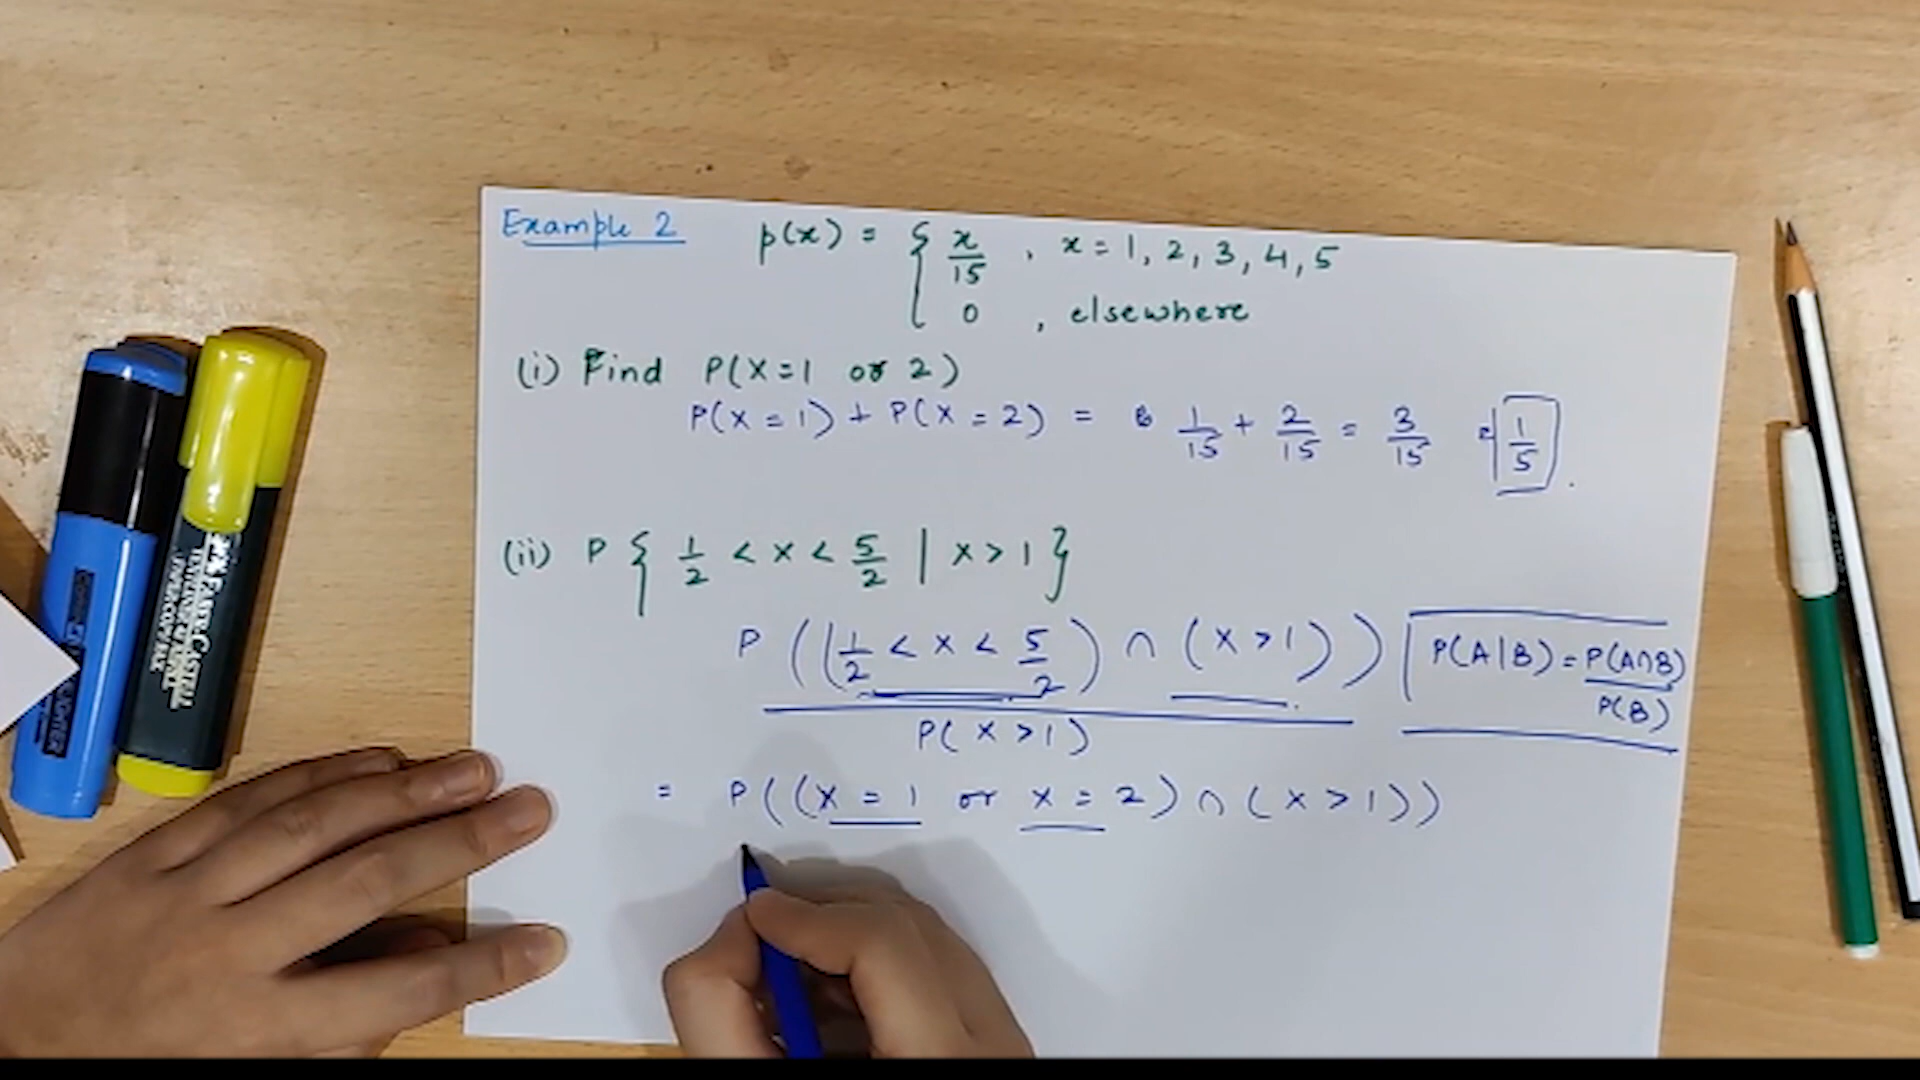 Example 2 p(x) = { x/15 , x = 1, 2, 3, 4, 5
0 , elsewhere
(i) Find P(X=1 or 2)
P(X=1) + P(X=2) = 1/15 + 2/15 = 3/15 = 1/5 .
(ii) P { 1/2 < X < 5/2 | X > 1 }
P((1/2 < X < 5/2) ∩ (X > 1))
P(X > 1)
P(A|B) = P(A∩B)/P(B)
= P((X = 1 or X = 2) ∩ (X > 1))
FABER-CASTELL
TEXTLINER
HIGHLIGHTER